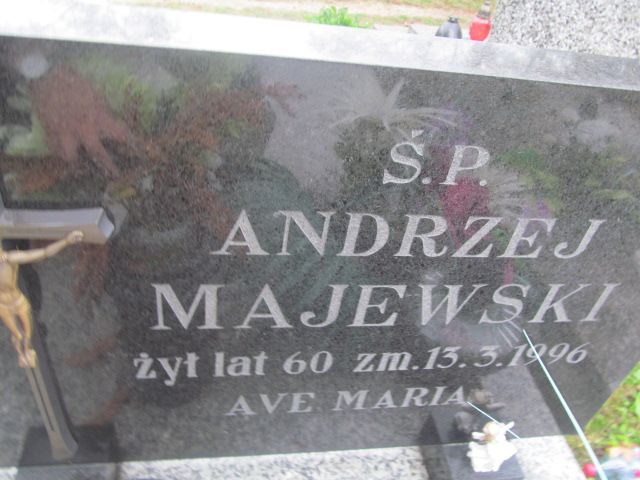 Ś.P.
ANDRZEJ
MAJEWSKI
żył lat 60 zm.13.3.1996
AVE MARIA